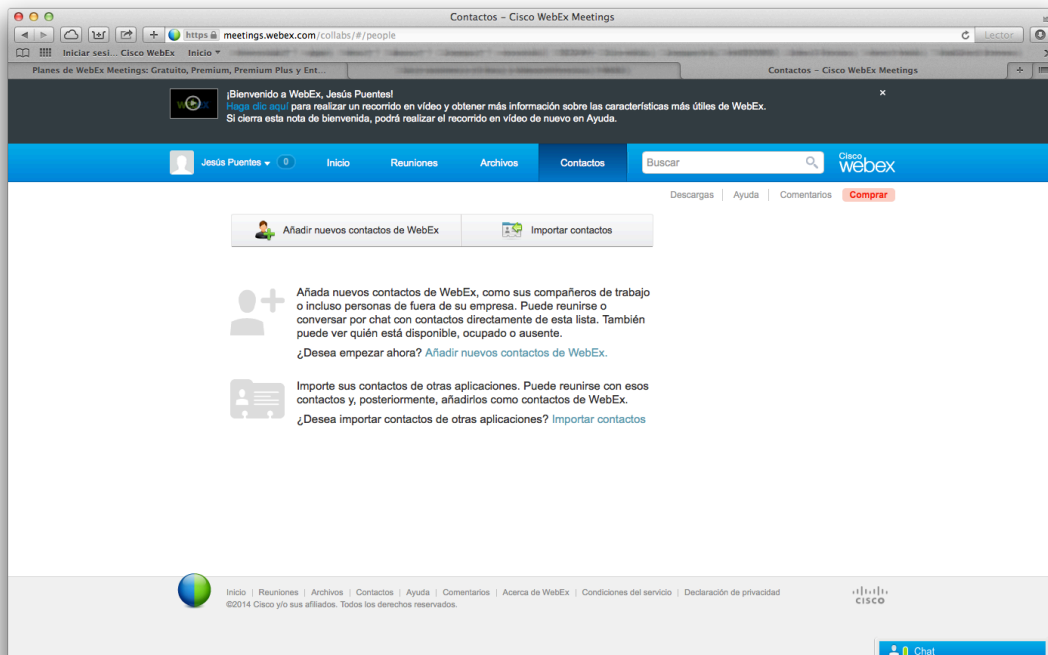 Contactos – Cisco WebEx Meetings
https meetings.webex.com/collabs/#/people
Lector
Iniciar sesi... Cisco WebEx Inicio
Planes de WebEx Meetings: Gratuito, Premium, Premium Plus y Ent...
Contactos – Cisco WebEx Meetings
¡Bienvenido a WebEx, Jesús Puentes!
Haga clic aquí para realizar un recorrido en vídeo y obtener más información sobre las características más útiles de WebEx.
Si cierra esta nota de bienvenida, podrá realizar el recorrido en vídeo de nuevo en Ayuda.
Jesús Puentes 0 Inicio Reuniones Archivos Contactos Buscar Cisco webex
Descargas | Ayuda | Comentarios Comprar
Añadir nuevos contactos de WebEx Importar contactos
Añada nuevos contactos de WebEx, como sus compañeros de trabajo
o incluso personas de fuera de su empresa. Puede reunirse o
conversar por chat con contactos directamente de esta lista. También
puede ver quién está disponible, ocupado o ausente.
¿Desea empezar ahora? Añadir nuevos contactos de WebEx.
Importe sus contactos de otras aplicaciones. Puede reunirse con esos
contactos y, posteriormente, añadirlos como contactos de WebEx.
¿Desea importar contactos de otras aplicaciones? Importar contactos
Inicio | Reuniones | Archivos | Contactos | Ayuda | Comentarios | Acerca de WebEx | Condiciones del servicio | Declaración de privacidad
©2014 Cisco y/o sus afiliados. Todos los derechos reservados.
CISCO
Chat